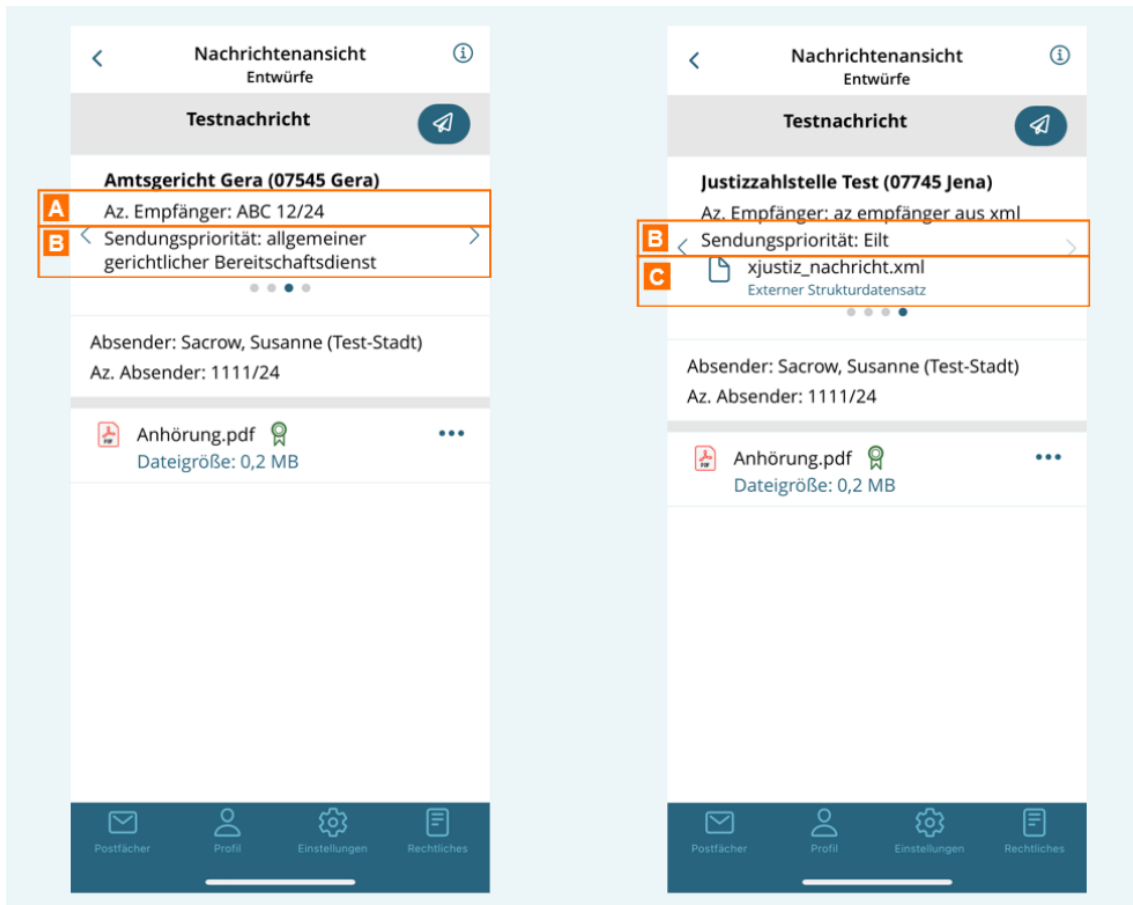 Nachrichtenansicht
Entwürfe
Testnachricht
Amtsgericht Gera (07545 Gera)
A
Az. Empfänger: ABC 12/24
B
Sendungspriorität: allgemeiner
gerichtlicher Bereitschaftsdienst
Absender: Sacrow, Susanne (Test-Stadt)
Az. Absender: 1111/24
PDF
Anhörung.pdf
Dateigröße: 0,2 MB
Postfächer
Profil
Einstellungen
Rechtliches
Nachrichtenansicht
Entwürfe
Testnachricht
Justizzahlstelle Test (07745 Jena)
Az. Empfänger: az empfänger aus xml
B
Sendungspriorität: Eilt
C
xjustiz_nachricht.xml
Externer Strukturdatensatz
Absender: Sacrow, Susanne (Test-Stadt)
Az. Absender: 1111/24
PDF
Anhörung.pdf
Dateigröße: 0,2 MB
Postfächer
Profil
Einstellungen
Rechtliches